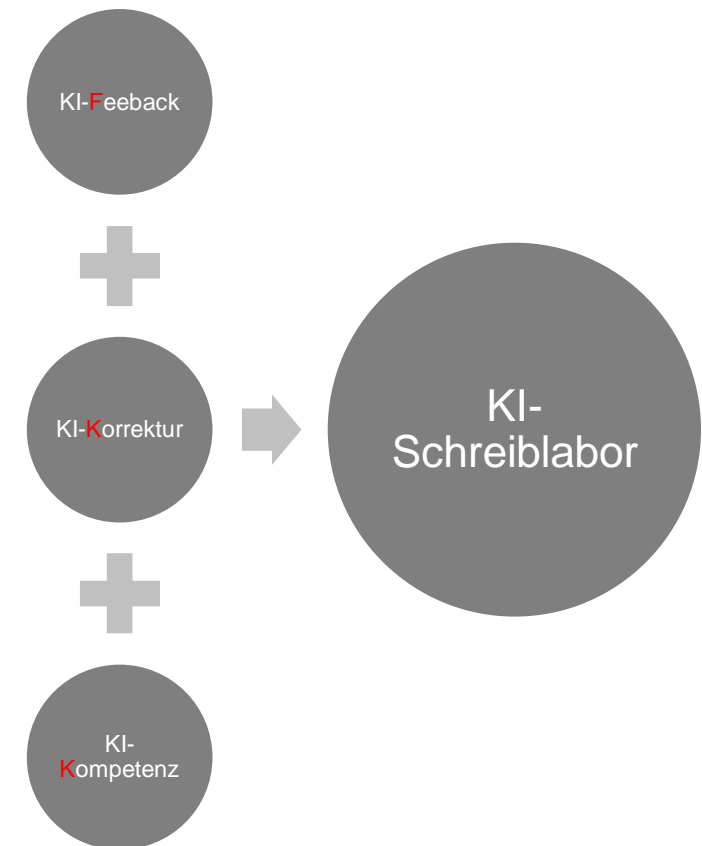 KI-Feeback
KI-Korrektur
KI-
Kompetenz
KI-
Schreiblabor